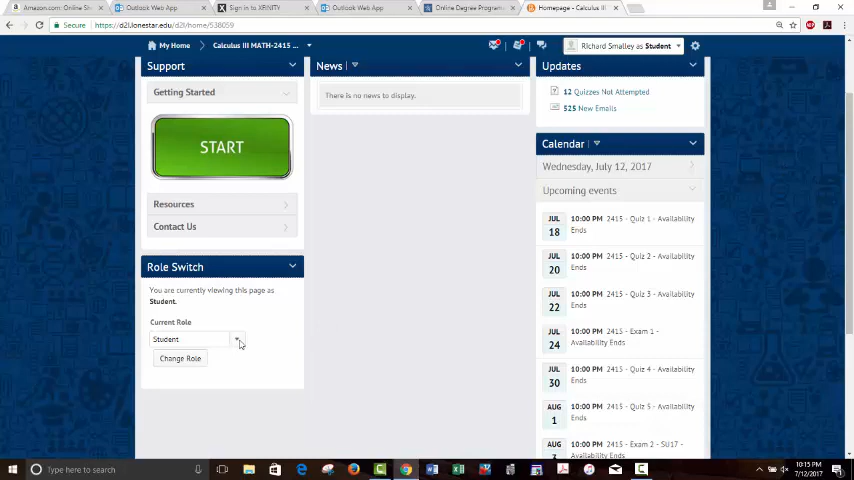 Amazon.com: Online Sh
Outlook Web App
Sign in to XFINITY
Outlook Web App
Online Degree Program
Homepage - Calculus III
Secure
https://d2l.lonestar.edu/d2l/home/538059
My Home
Calculus III MATH-2415 ...
Richard Smalley as Student
Support
Getting Started
START
Resources
Contact Us
Role Switch
You are currently viewing this page as
Student.
Current Role
Student
Change Role
News
There is no news to display.
Updates
12 Quizzes Not Attempted
525 New Emails
Calendar
Wednesday, July 12, 2017
Upcoming events
JUL
18
10:00 PM 2415 - Quiz 1 - Availability
Ends
JUL
20
10:00 PM 2415 - Quiz 2 - Availability
Ends
JUL
22
10:00 PM 2415 - Quiz 3 - Availability
Ends
JUL
24
10:00 PM 2415 - Exam 1 -
Availability Ends
JUL
30
10:00 PM 2415 - Quiz 4 - Availability
Ends
AUG
1
10:00 PM 2415 - Quiz 5 - Availability
Ends
AUG
10:00 PM 2415 - Exam 2 - SU17 -
Availability Ends
Type here to search
10:15 PM
7/12/2017